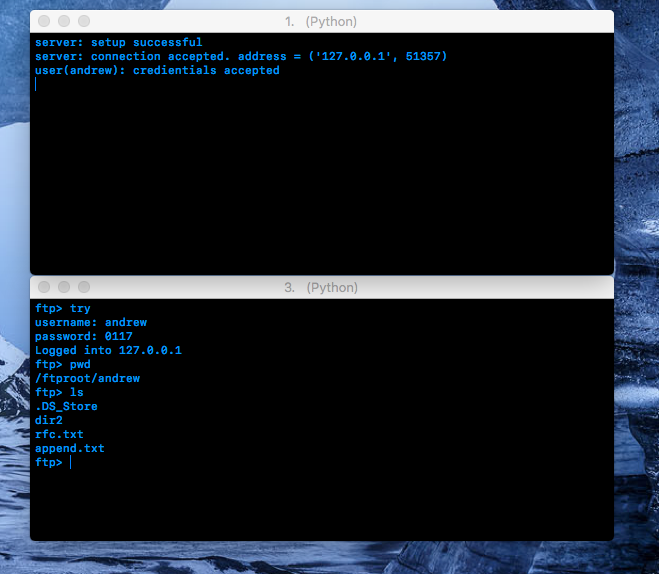 1. (Python)
server: setup successful
server: connection accepted. address = ('127.0.0.1', 51357)
user(andrew): credientials accepted
3. (Python)
ftp> try
username: andrew
password: 0117
Logged into 127.0.0.1
ftp> pwd
/ftproot/andrew
ftp> ls
.DS_Store
dir2
rfc.txt
append.txt
ftp>